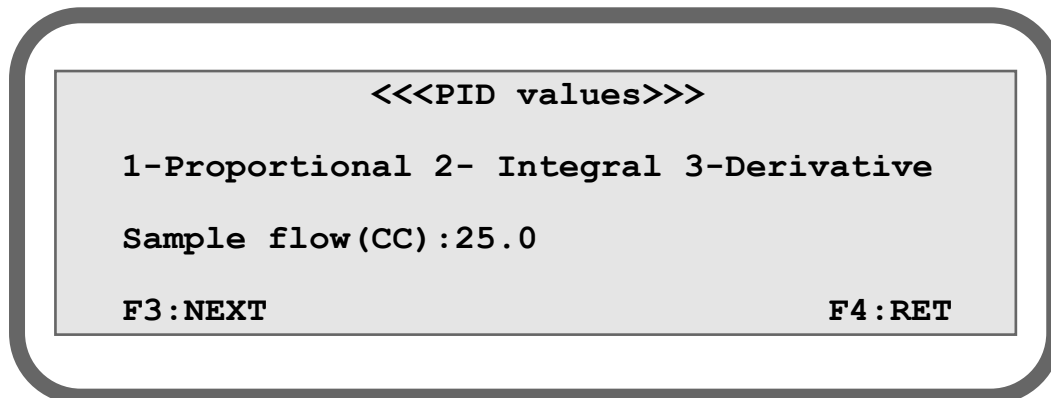 <<<PID values>>>
1-Proportional 2- Integral 3-Derivative
Sample flow(CC):25.0
F3:NEXT F4:RET